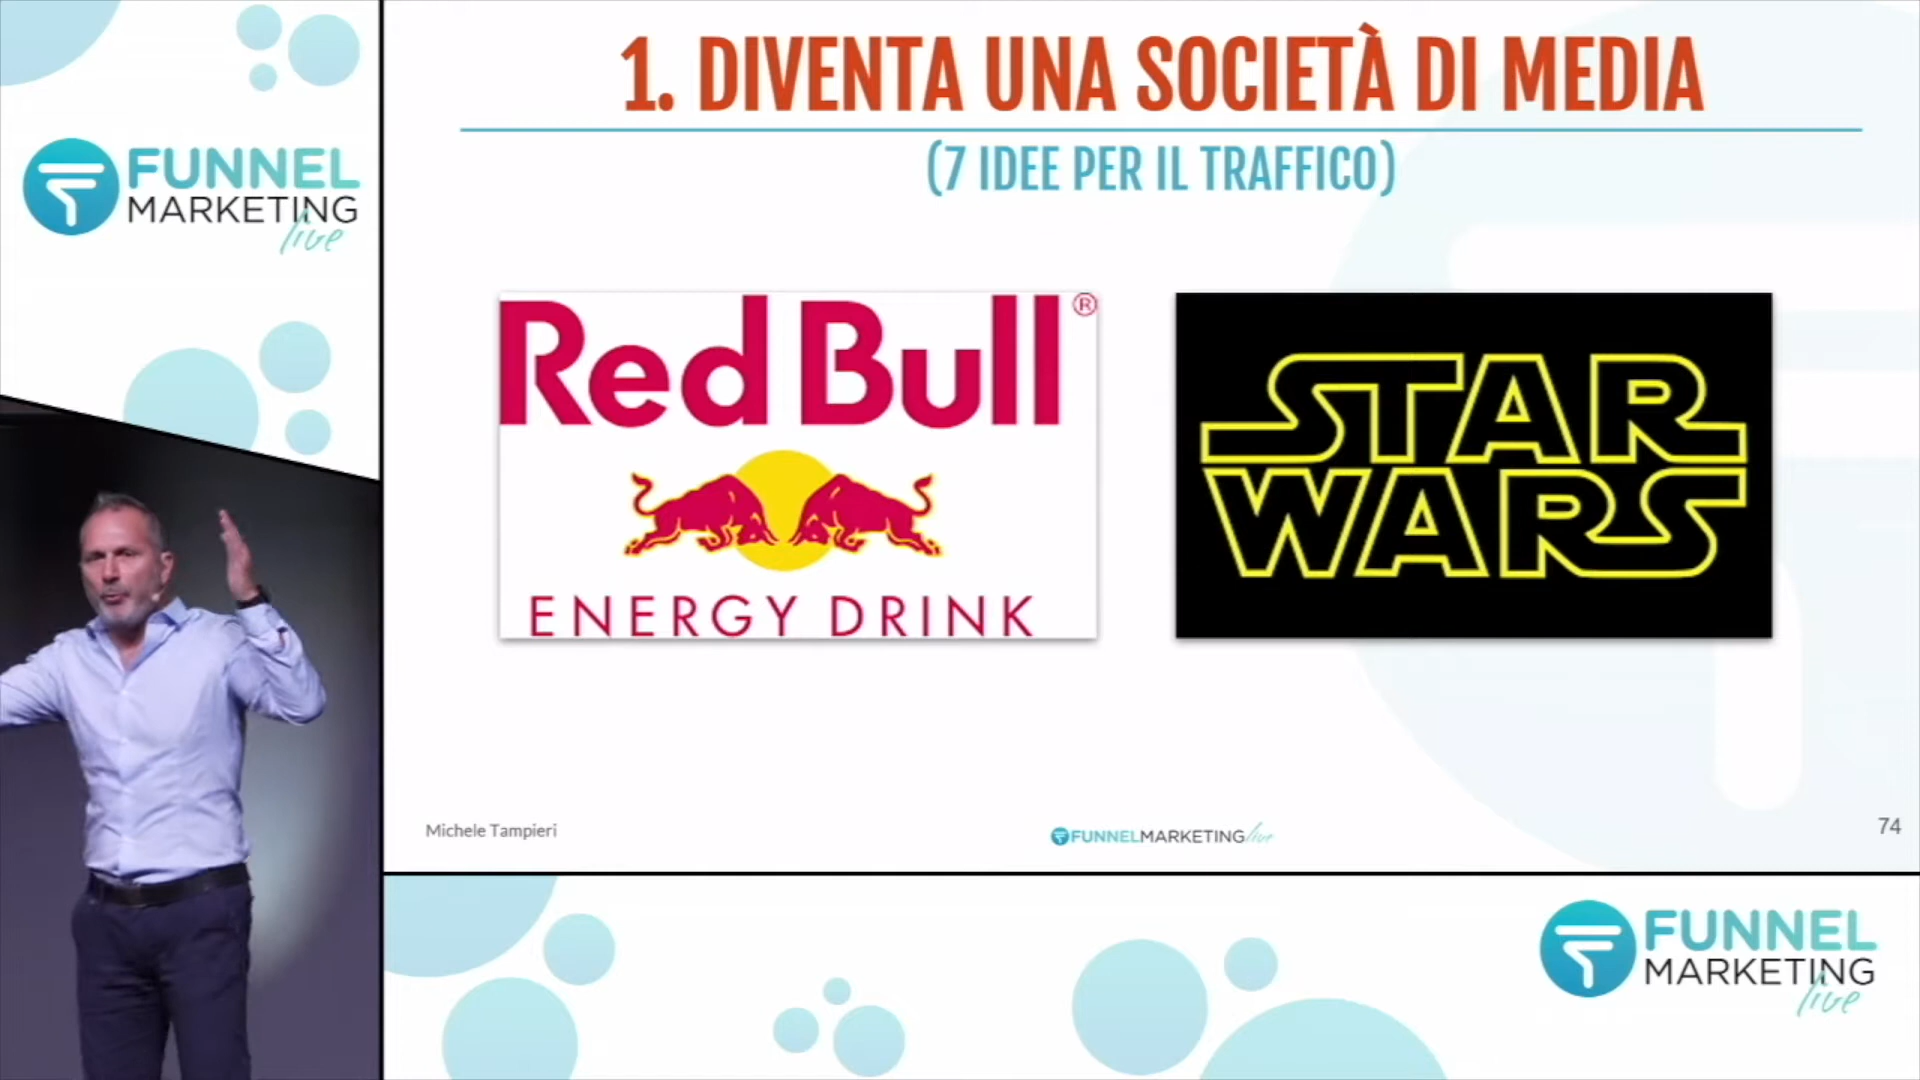 FUNNEL
MARKETING
live
1. DIVENTA UNA SOCIETÀ DI MEDIA
(7 IDEE PER IL TRAFFICO)
Red Bull ®
ENERGY DRINK
STAR
WARS
Michele Tampieri
FUNNELMARKETING live
74
FUNNEL
MARKETING
live